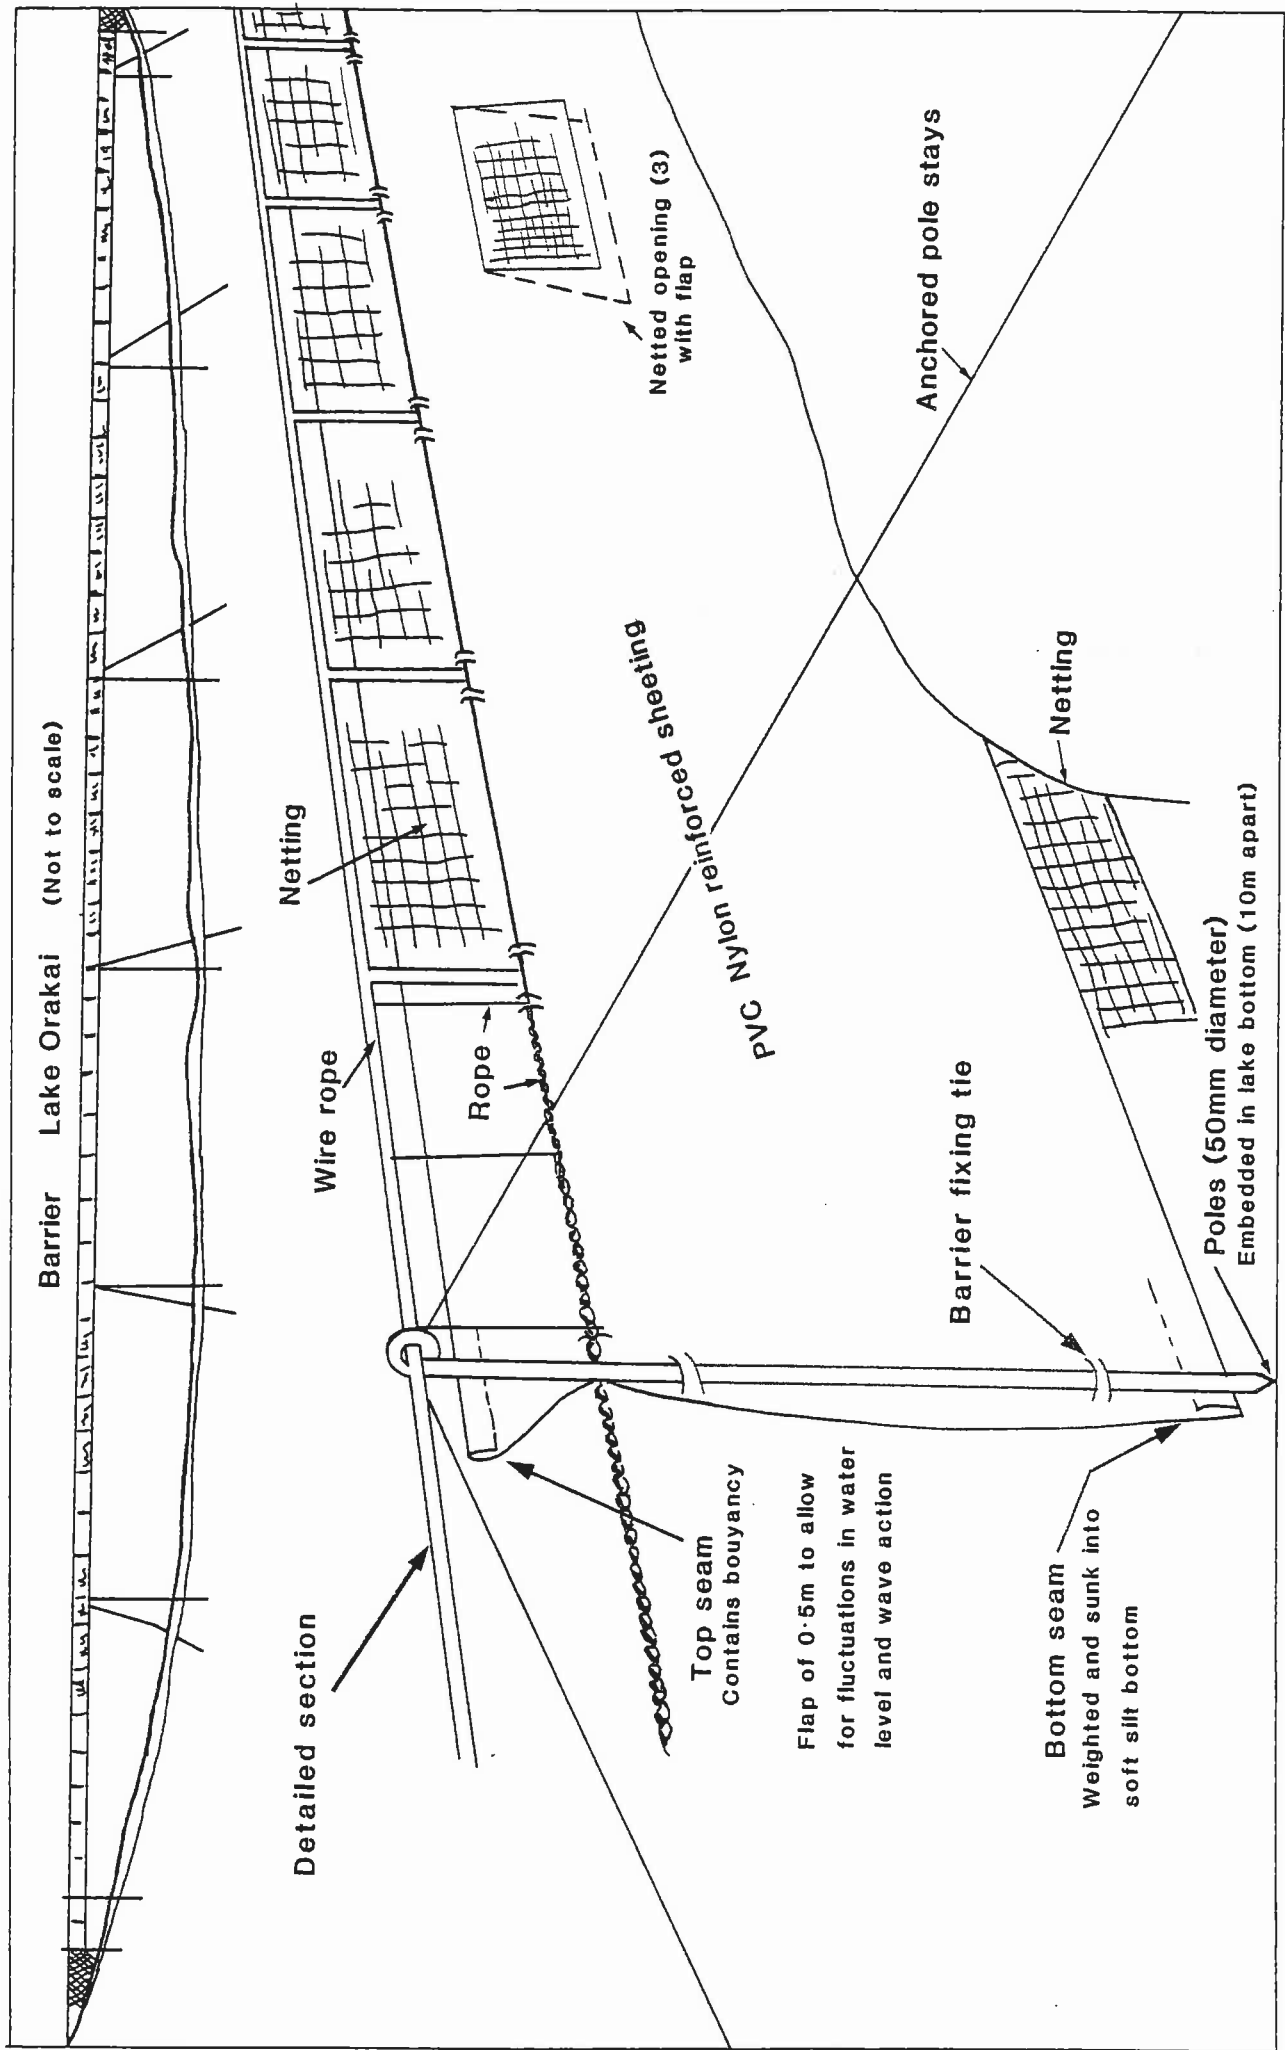 Barrier Lake Orakai (Not to scale)
Detailed section
Wire rope
Netting
Rope
Netted opening (3)
with flap
PVC Nylon reinforced sheeting
Anchored pole stays
Top seam
Contains bouyancy
Flap of 0·5m to allow
for fluctuations in water
level and wave action
Barrier fixing tie
Netting
Bottom seam
Weighted and sunk into
soft silt bottom
Poles (50mm diameter)
Embedded in lake bottom (10m apart)